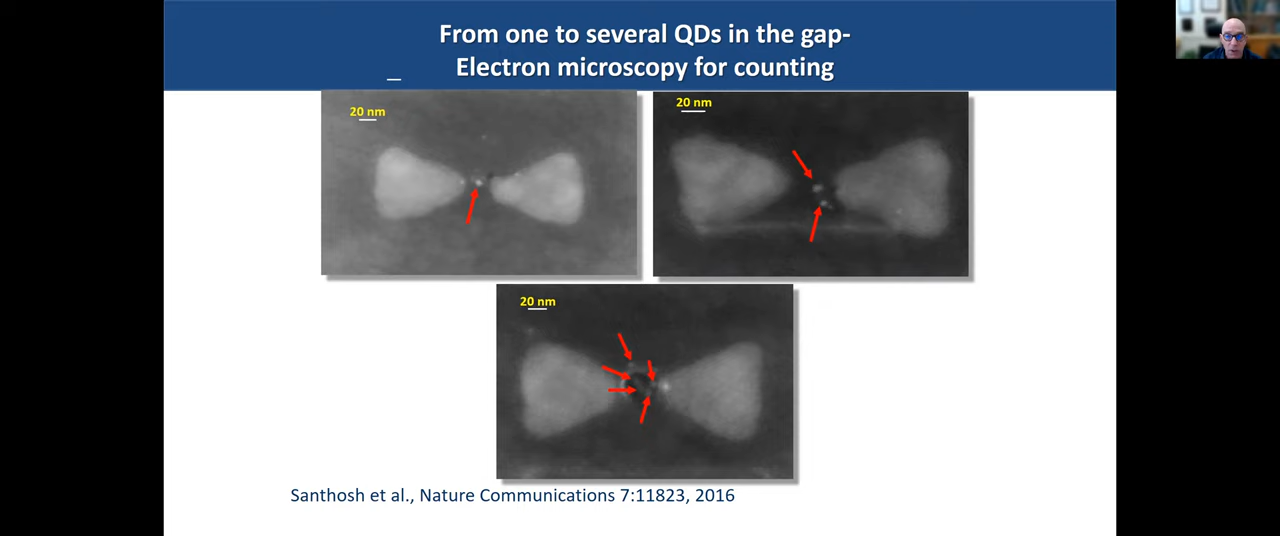 From one to several QDs in the gap-
Electron microscopy for counting
20 nm
20 nm
20 nm
Santhosh et al., Nature Communications 7:11823, 2016